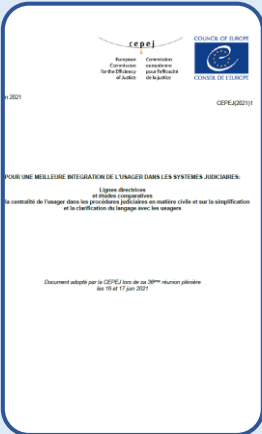 cepej
European Commission for the Efficiency of Justice
Commission européenne pour l'efficacité de la justice
COUNCIL OF EUROPE
CONSEIL DE L'EUROPE
n 2021
CEPEJ(2021)1
POUR UNE MEILLEURE INTEGRATION DE L'USAGER DANS LES SYSTEMES JUDICIAIRES:
Lignes directrices
et études comparatives
la centralité de l'usager dans les procédures judiciaires en matière civile et sur la simplification
et la clarification du langage avec les usagers
Document adopté par la CEPEJ lors de sa 36ème réunion plénière
les 16 et 17 juin 2021